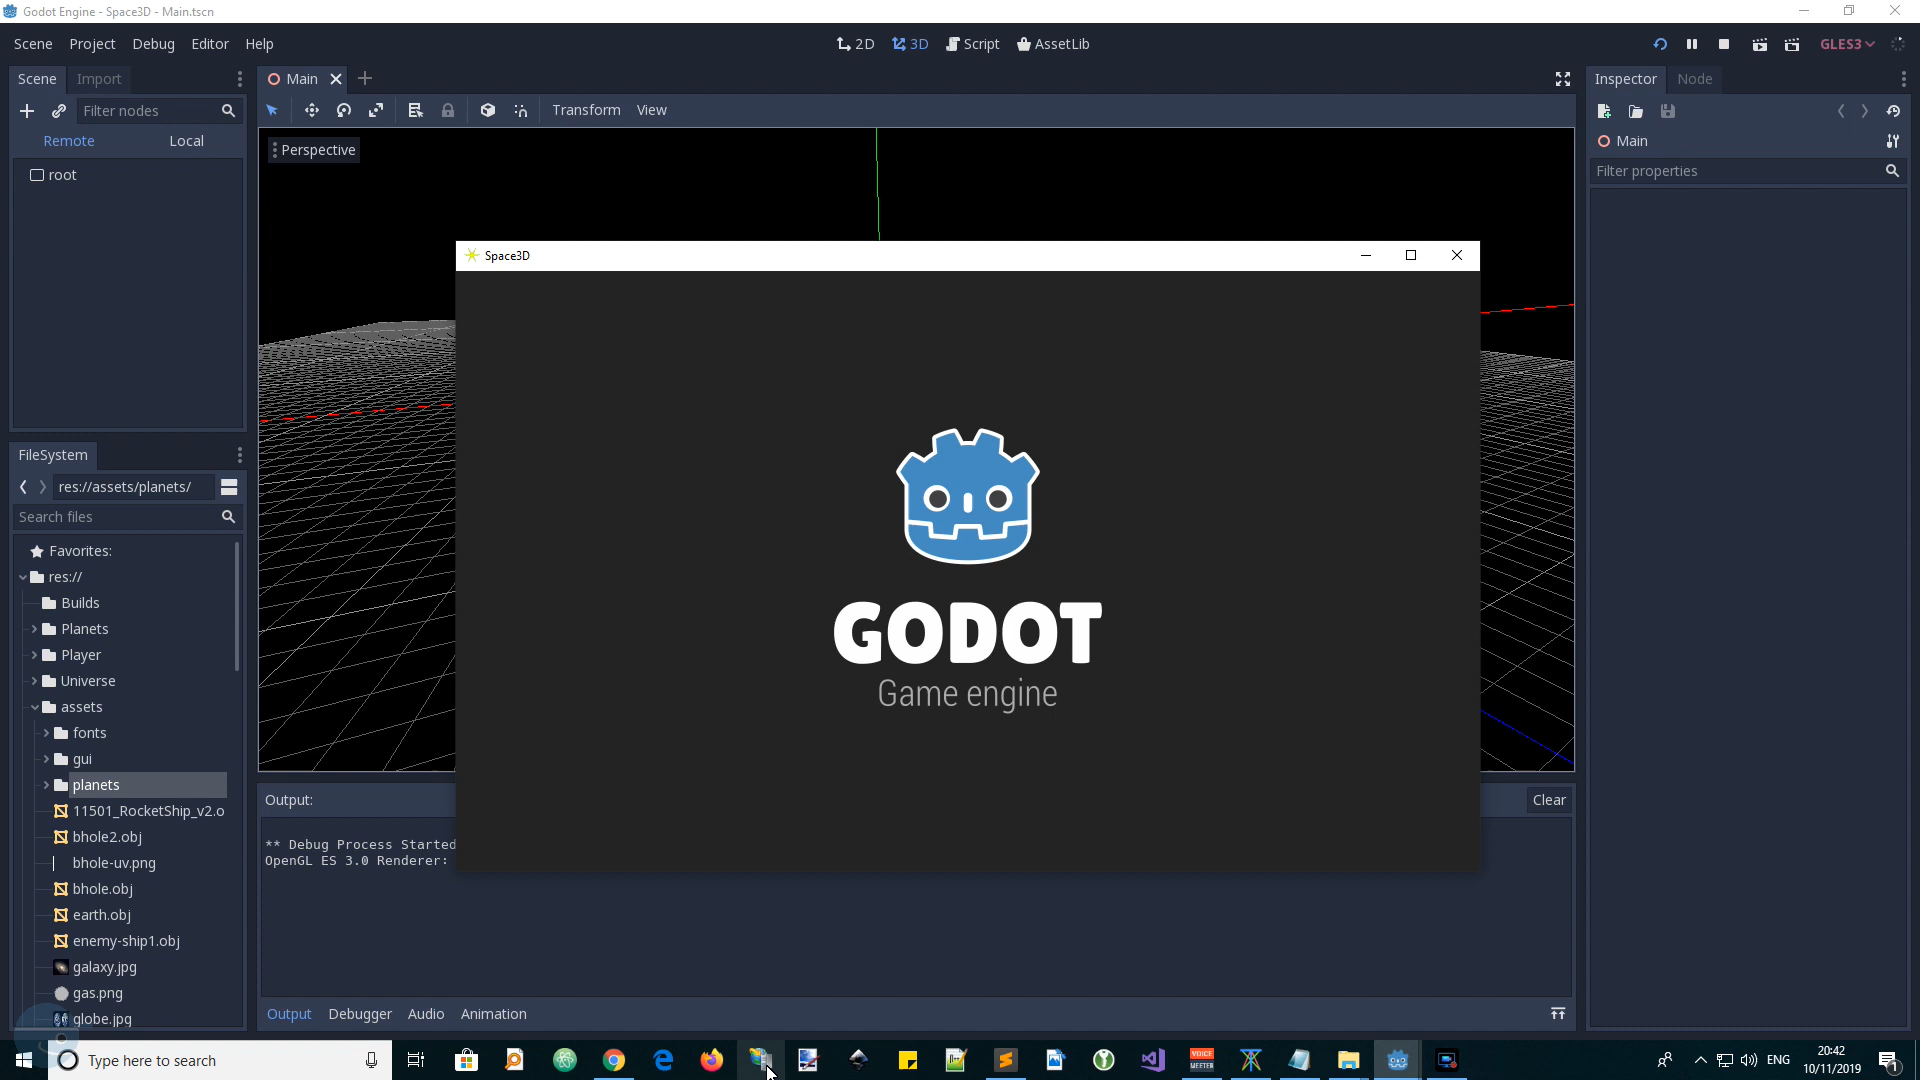 Godot Engine - Space3D - Main.tscn
Scene Project Debug Editor Help
2D 3D Script AssetLib
GLES3
Scene Import
Main
Inspector Node
Filter nodes
Transform View
Remote Local
Perspective
Main
Filter properties
root
Space3D
GODOT
Game engine
FileSystem
res://assets/planets/
Search files
Favorites:
res://
Builds
Planets
Player
Universe
assets
fonts
gui
planets
11501_RocketShip_v2.o
bhole2.obj
bhole-uv.png
bhole.obj
earth.obj
enemy-ship1.obj
galaxy.jpg
gas.png
globe.jpg
Output:
Clear
** Debug Process Started
OpenGL ES 3.0 Renderer:
Output Debugger Audio Animation
Type here to search
VOICE
MEETER
ENG
20:42
10/11/2019
1